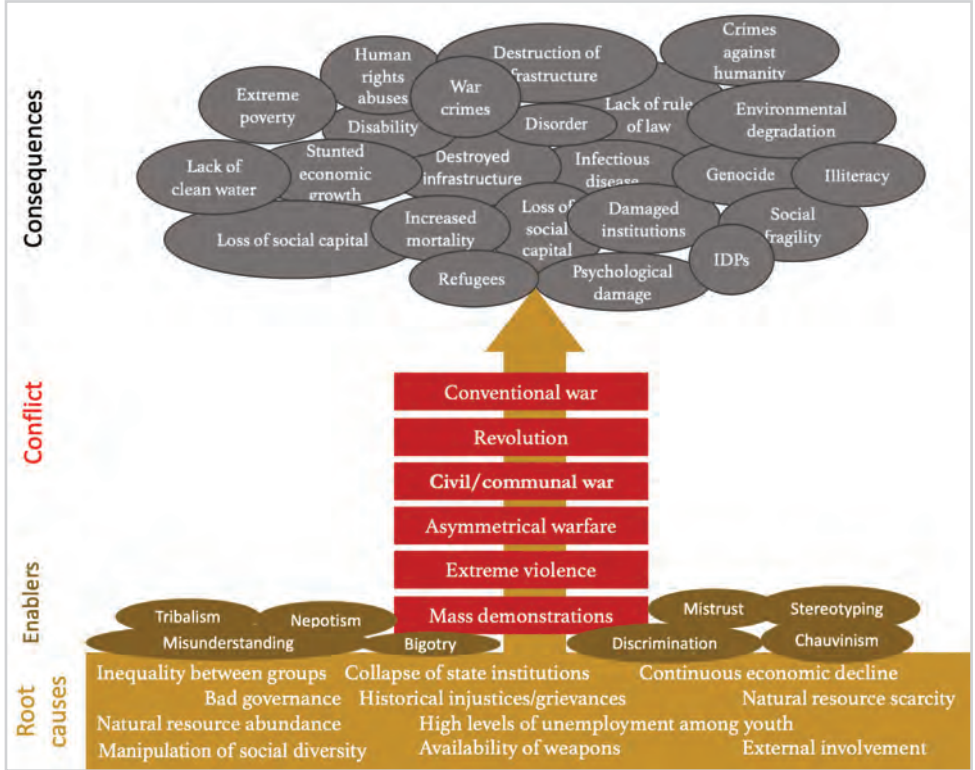 Consequences
Crimes
against
humanity
Human
rights
abuses
Destruction of
frastructure
War
crimes
Extreme
poverty
Lack of rule
of law
Environmental
degradation
Disability
Disorder
Lack of
clean water
Stunted
economic
growth
Destroyed
infrastructure
Infectious
disease
Genocide
Illiteracy
Loss of social capital
Increased
mortality
Loss of
social
capital
Damaged
institutions
Social
fragility
IDPs
Refugees
Psychological
damage
Conflict
Conventional war
Revolution
Civil/communal war
Asymmetrical warfare
Extreme violence
Mass demonstrations
Enablers
Tribalism
Nepotism
Misunderstanding
Bigotry
Mistrust
Stereotyping
Discrimination
Chauvinism
Root
causes
Inequality between groups
Collapse of state institutions
Continuous economic decline
Bad governance
Historical injustices/grievances
Natural resource scarcity
Natural resource abundance
High levels of unemployment among youth
Manipulation of social diversity
Availability of weapons
External involvement